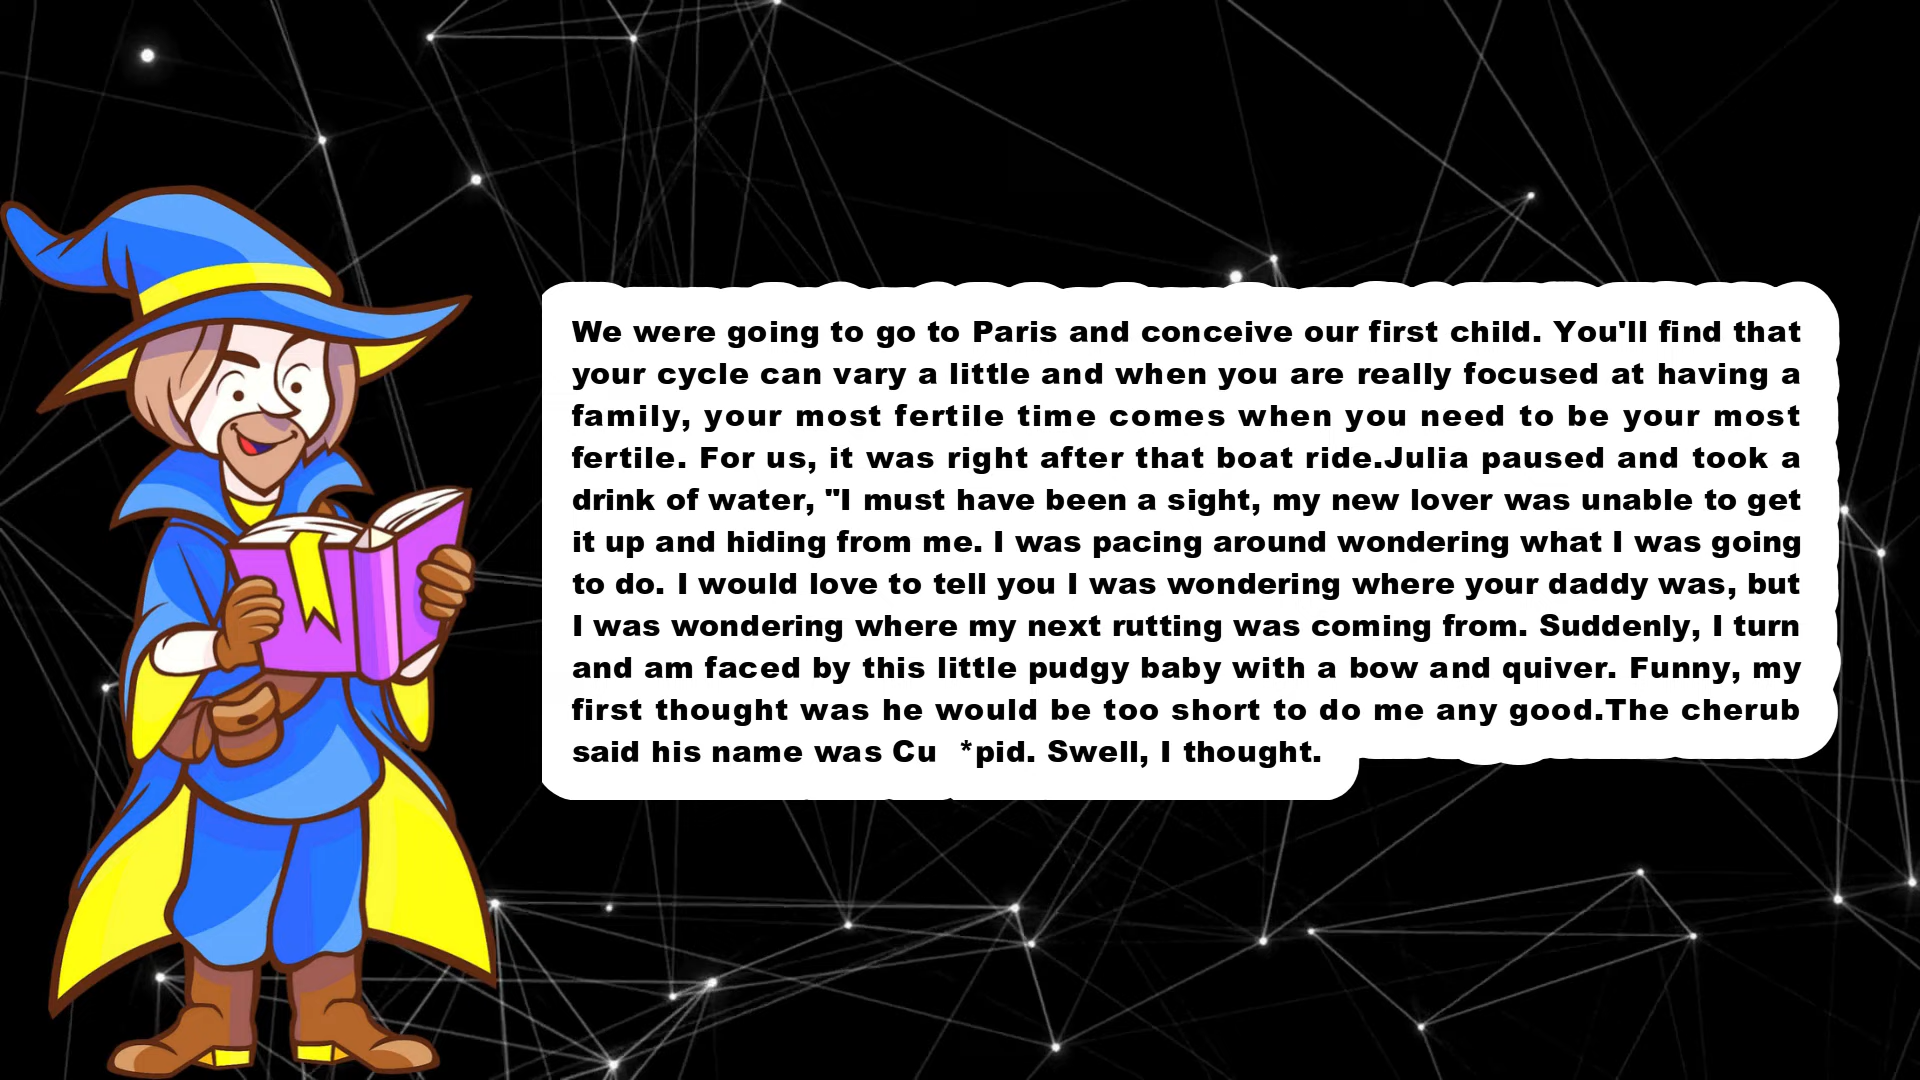 We were going to go to Paris and conceive our first child. You'll find that
your cycle can vary a little and when you are really focused at having a
family, your most fertile time comes when you need to be your most
fertile. For us, it was right after that boat ride.Julia paused and took a
drink of water, "I must have been a sight, my new lover was unable to get
it up and hiding from me. I was pacing around wondering what I was going
to do. I would love to tell you I was wondering where your daddy was, but
I was wondering where my next rutting was coming from. Suddenly, I turn
and am faced by this little pudgy baby with a bow and quiver. Funny, my
first thought was he would be too short to do me any good.The cherub
said his name was Cu  *pid. Swell, I thought.